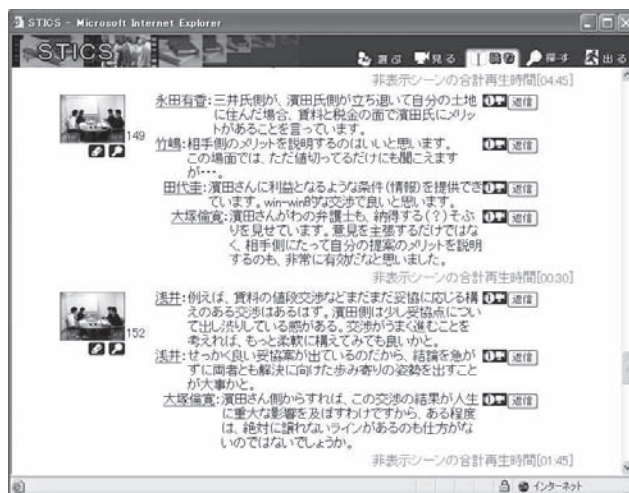 STICS - Microsoft Internet Explorer
STICS
選ぶ 見る 議論 探す 出る
非表示シーンの合計再生時間[04:45]
永田有香:三井氏側が、濱田氏側が立ち退いて自分の土地
に住んだ場合、賃料と税金の面で濱田氏にメリッ
トがあることを言っています。
返信
149
竹嶋:相手側のメリットを説明するのはいいと思います。
この場面では、ただ値切ってるだけにも聞こえます
が・・・。
返信
田代圭:濱田さんに利益となるような条件(情報)を提供でき
ています。win-win的な交渉で良いと思います。
返信
大塚倫寛:濱田さんがわの弁護士も、納得する(?)そぶ
りを見せています。意見を主張するだけではな
く、相手側にたって自分の提案のメリットを説明
するのも、非常に有効だなと思いました。
返信
非表示シーンの合計再生時間[00:30]
浅井:例えば、賃料の値段交渉などまだまだ妥協に応じる構
えのある交渉はあるはず。濱田側は少し妥協点につい
て出し渋りしている感がある。交渉がうまく進むことを
考えれば、もっと柔軟に構えてみても良いかと。
返信
152
浅井:せっかく良い妥協案が出ているのだから、結論を急が
ずに両者とも解決に向けた歩み寄りの姿勢を出すこと
が大事かと。
返信
大塚倫寛:濱田さん側からすれば、この交渉の結果が人生
に重大な影響を及ぼすわけですから、ある程度
は、絶対に譲れないラインがあるのも仕方がな
いのではないでしょうか。
返信
非表示シーンの合計再生時間[01:45]
インターネット